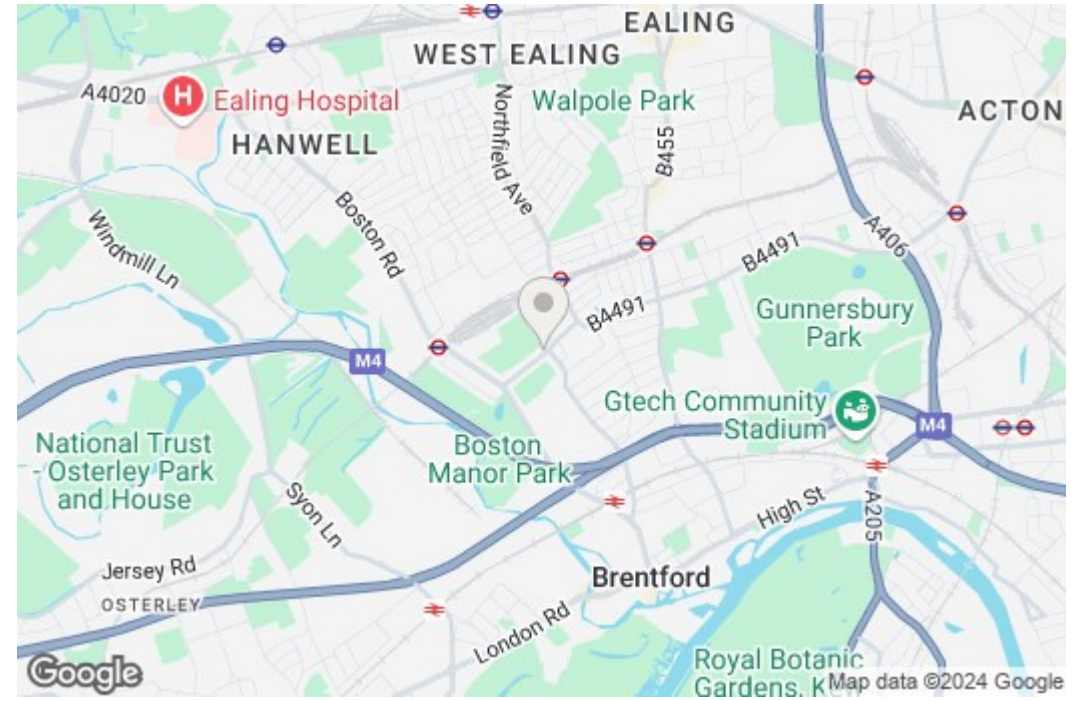 EALING
WEST EALING
A4020
H
Ealing Hospital
Northfield Ave
Walpole Park
ACTON
HANWELL
B455
Boston Rd
Windmill Ln
A406
B4491
B4491
Gunnersbury
Park
M4
Gtech Community
Stadium
M4
National Trust
- Osterley Park
and House
Boston
Manor Park
Syon Ln
High St
A205
Jersey Rd
Brentford
OSTERLEY
London Rd
Royal Botanic
Gardens, K
Google
Map data ©2024 Google